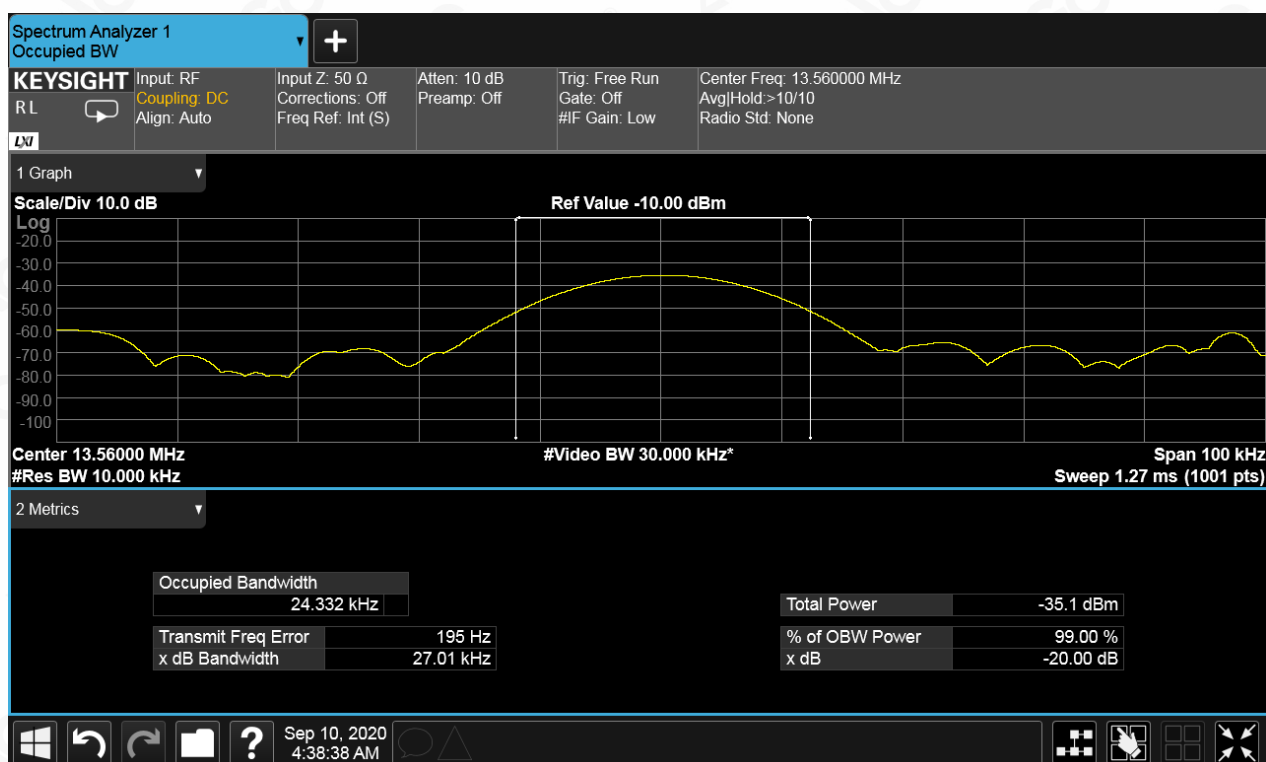 Spectrum Analyzer 1
Occupied BW
KEYSIGHT
R L
LXI
Input: RF
Coupling: DC
Align: Auto
Input Z: 50 Ω
Corrections: Off
Freq Ref: Int (S)
Atten: 10 dB
Preamp: Off
Trig: Free Run
Gate: Off
#IF Gain: Low
Center Freq: 13.560000 MHz
Avg|Hold:>10/10
Radio Std: None
1 Graph
Scale/Div 10.0 dB
Ref Value -10.00 dBm
Log
-20.0
-30.0
-40.0
-50.0
-60.0
-70.0
-80.0
-90.0
-100
Center 13.56000 MHz
#Video BW 30.000 kHz*
Span 100 kHz
#Res BW 10.000 kHz
Sweep 1.27 ms (1001 pts)
2 Metrics
Occupied Bandwidth
24.332 kHz
Total Power -35.1 dBm
Transmit Freq Error 195 Hz
% of OBW Power 99.00 %
x dB Bandwidth 27.01 kHz
x dB -20.00 dB
?
Sep 10, 2020
4:38:38 AM